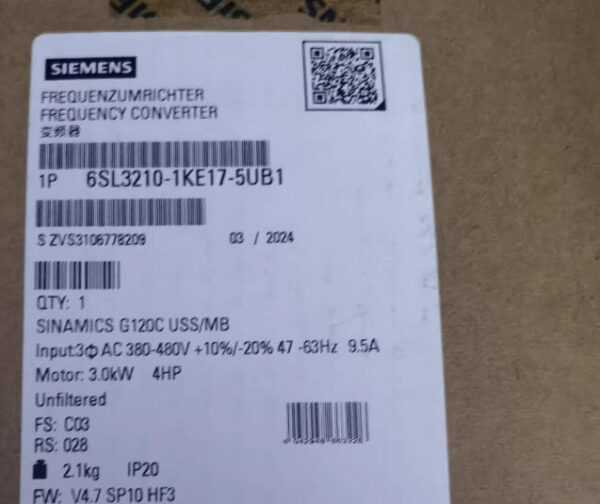 SIEMENS
FREQUENZUMRICHTER
FREQUENCY CONVERTER
变频器
1P 6SL3210-1KE17-5UB1
S ZVS3106778209 03 / 2024
QTY: 1
SINAMICS G120C USS/MB
Input:3Φ AC 380-480V +10%/-20% 47 -63Hz 9.5A
Motor: 3.0kW 4HP
Unfiltered
FS: C03
RS: 028
2.1kg IP20
FW: V4.7 SP10 HF3